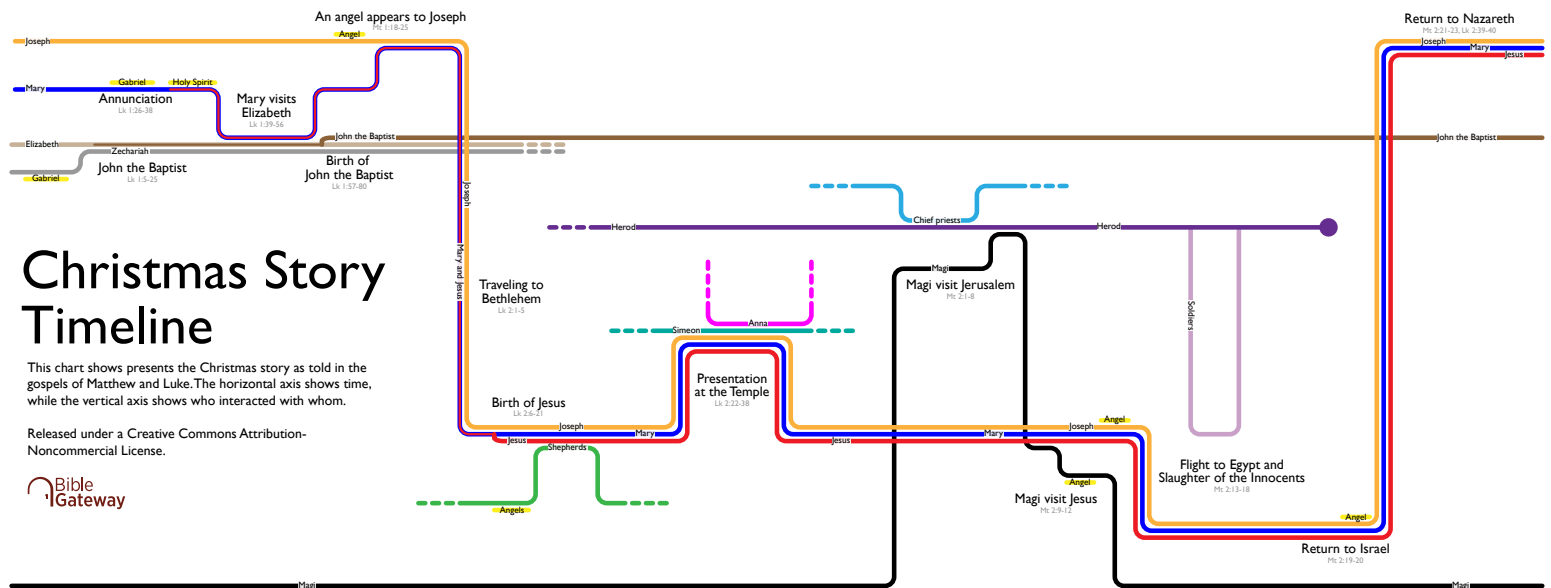 An angel appears to Joseph
Mt 1:18-25
Angel
Joseph
Return to Nazareth
Mt 2:21-23, Lk 2:39-40
Joseph
Mary
Jesus
Gabriel
Holy Spirit
Mary
Annunciation
Lk 1:26-38
Mary visits
Elizabeth
Lk 1:39-56
John the Baptist
John the Baptist
Elizabeth
Zechariah
Gabriel
John the Baptist
Lk 1:5-25
Birth of
John the Baptist
Lk 1:57-80
Joseph
Mary and Jesus
Chief priests
Herod
Herod
Christmas Story
Timeline
This chart shows presents the Christmas story as told in the
gospels of Matthew and Luke. The horizontal axis shows time,
while the vertical axis shows who interacted with whom.
Released under a Creative Commons Attribution-
Noncommercial License.
Bible
Gateway
Traveling to
Bethlehem
Lk 2:1-5
Magi
Magi visit Jerusalem
Mt 2:1-8
Soldiers
Anna
Simeon
Presentation
at the Temple
Lk 2:22-38
Birth of Jesus
Lk 2:6-21
Joseph
Mary
Jesus
Shepherds
Angels
Jesus
Mary
Joseph
Angel
Angel
Magi visit Jesus
Mt 2:9-12
Flight to Egypt and
Slaughter of the Innocents
Mt 2:13-18
Angel
Return to Israel
Mt 2:19-20
Magi
Magi